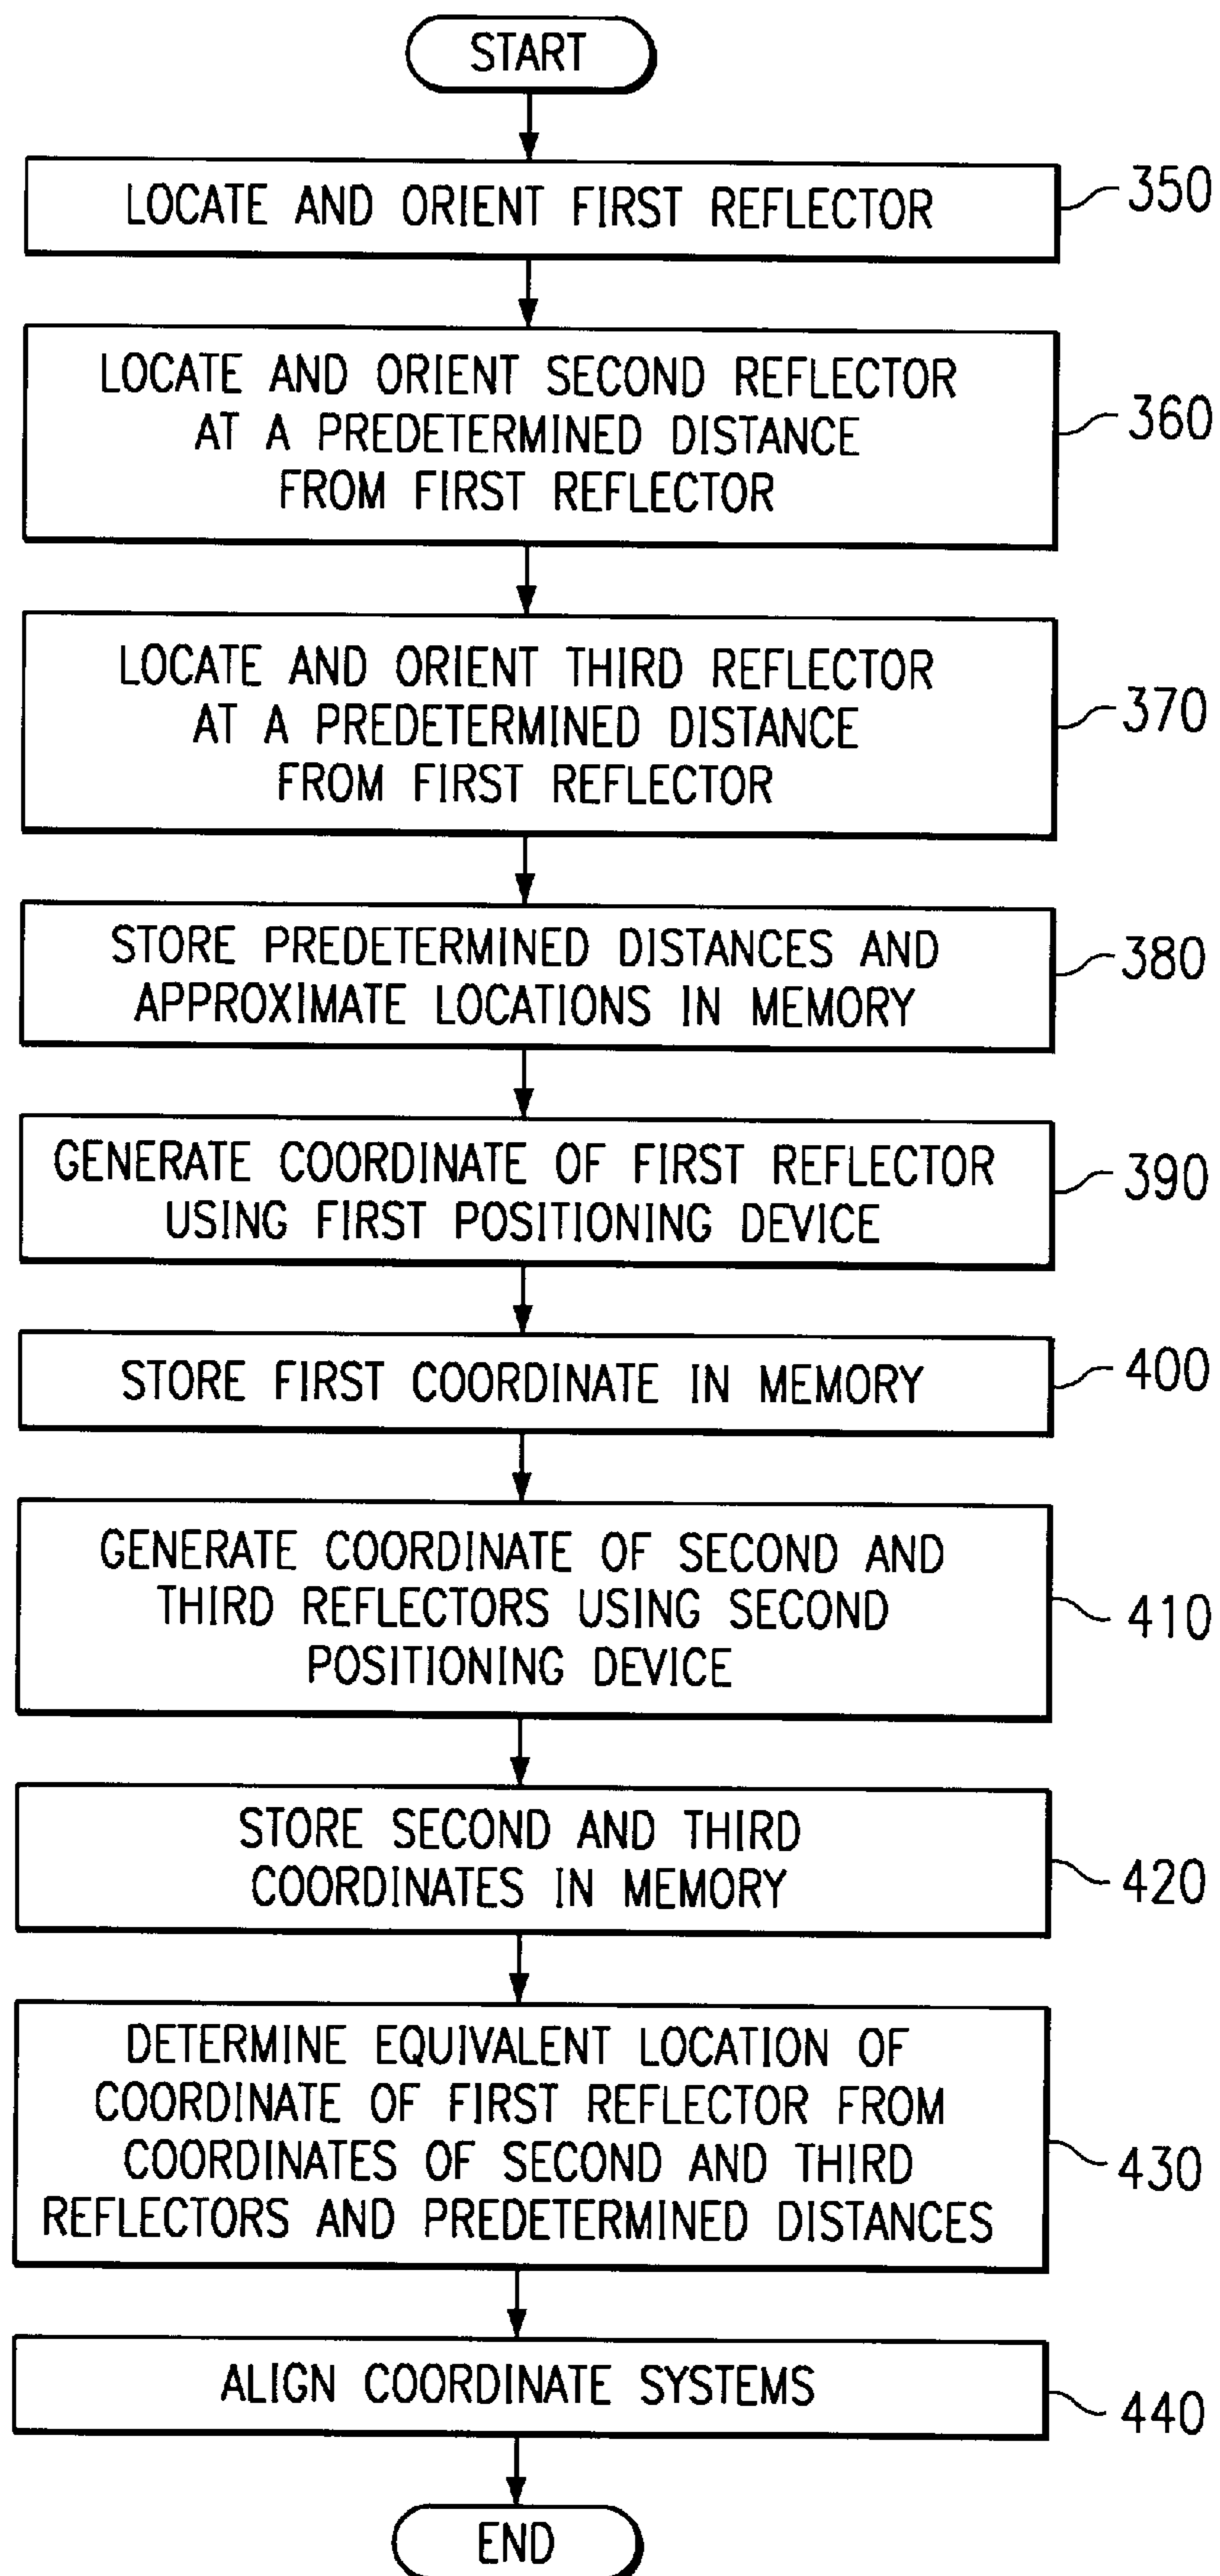 START
LOCATE AND ORIENT FIRST REFLECTOR
350
LOCATE AND ORIENT SECOND REFLECTOR
AT A PREDETERMINED DISTANCE
FROM FIRST REFLECTOR
360
LOCATE AND ORIENT THIRD REFLECTOR
AT A PREDETERMINED DISTANCE
FROM FIRST REFLECTOR
370
STORE PREDETERMINED DISTANCES AND
APPROXIMATE LOCATIONS IN MEMORY
380
GENERATE COORDINATE OF FIRST REFLECTOR
USING FIRST POSITIONING DEVICE
390
STORE FIRST COORDINATE IN MEMORY
400
GENERATE COORDINATE OF SECOND AND
THIRD REFLECTORS USING SECOND
POSITIONING DEVICE
410
STORE SECOND AND THIRD
COORDINATES IN MEMORY
420
DETERMINE EQUIVALENT LOCATION OF
COORDINATE OF FIRST REFLECTOR FROM
COORDINATES OF SECOND AND THIRD
REFLECTORS AND PREDETERMINED DISTANCES
430
ALIGN COORDINATE SYSTEMS
440
END